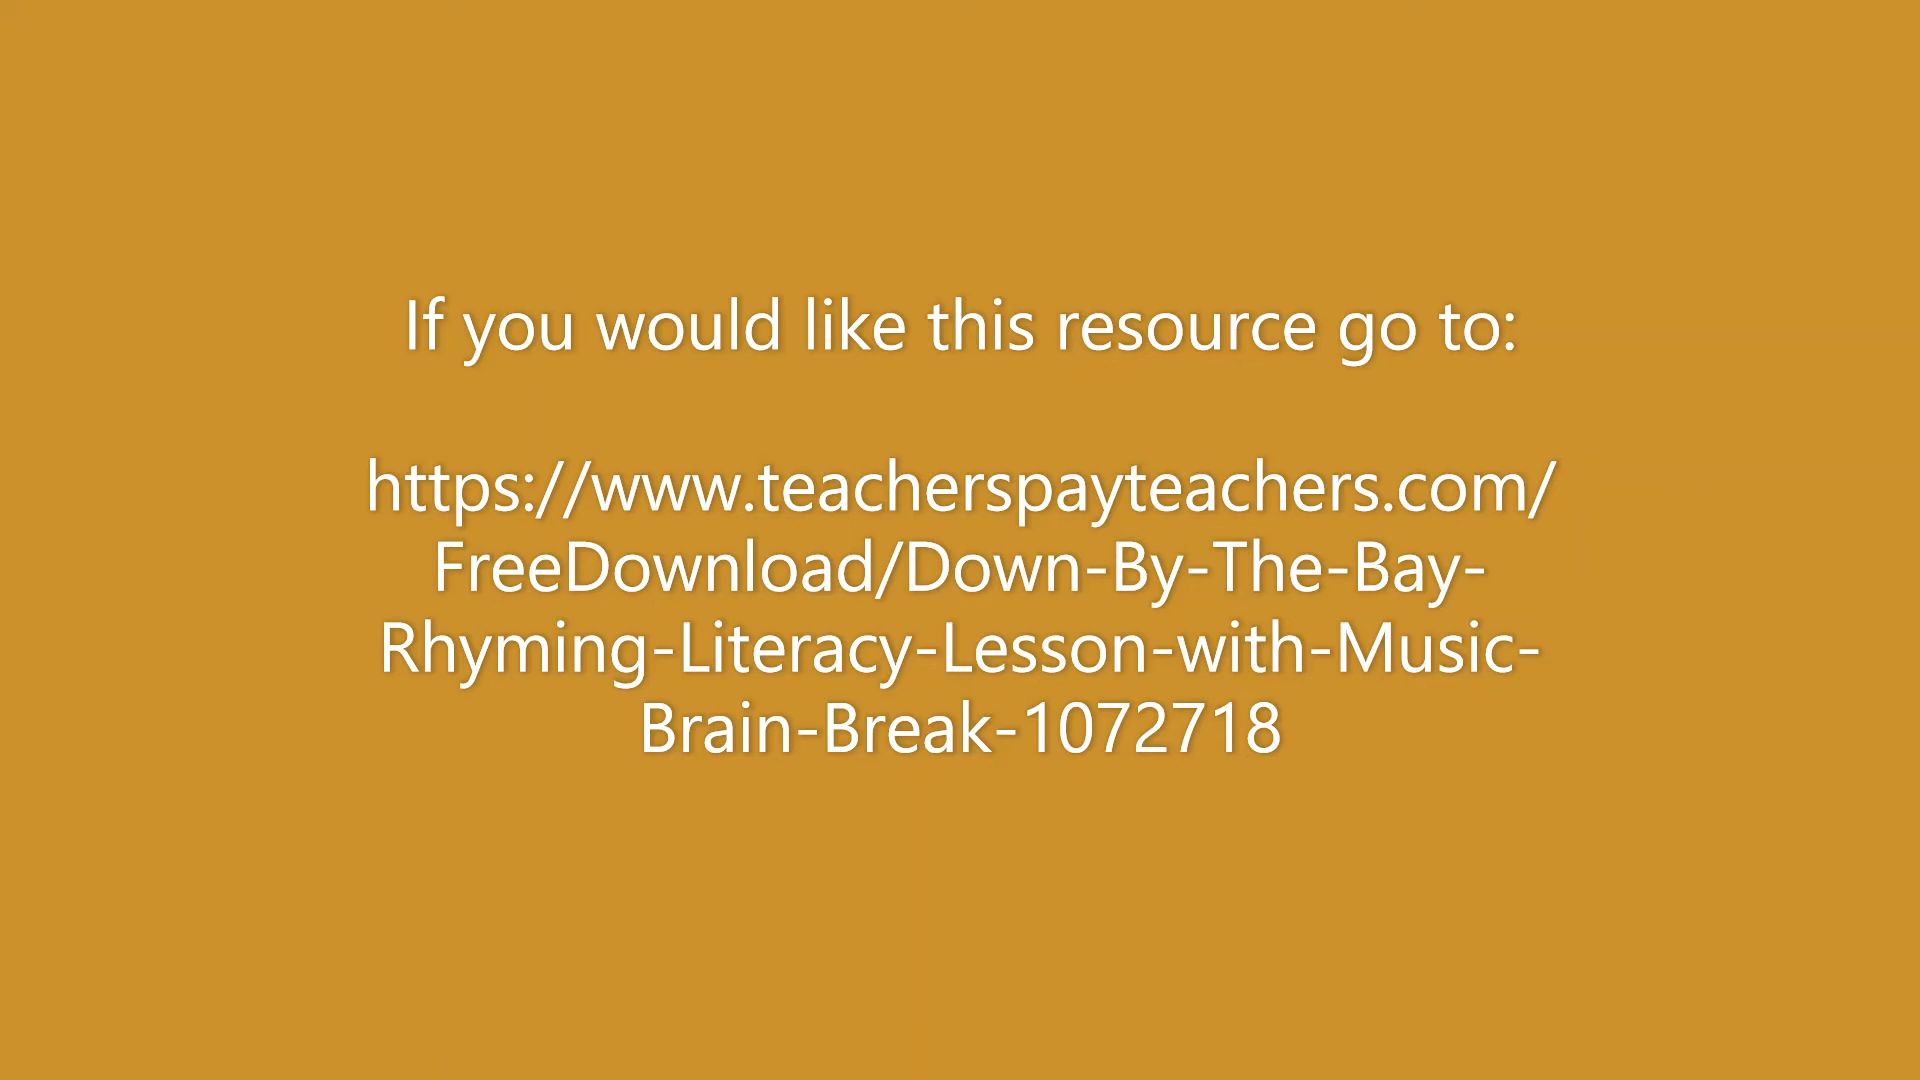 If you would like this resource go to:
https://www.teacherspayteachers.com/
FreeDownload/Down-By-The-Bay-
Rhyming-Literacy-Lesson-with-Music-
Brain-Break-1072718